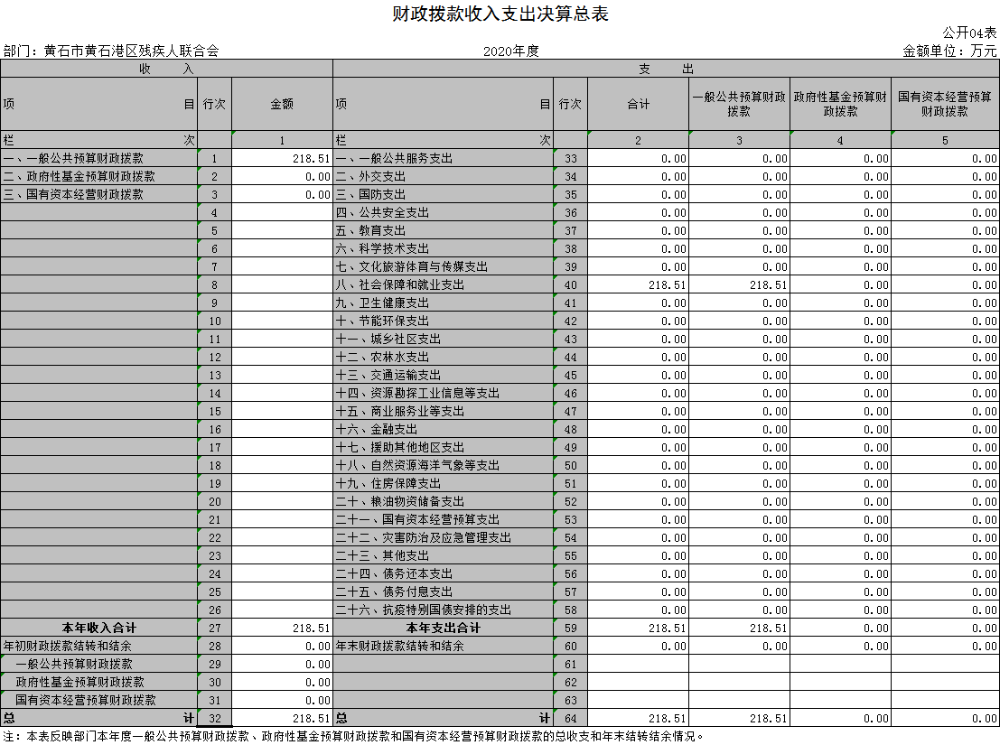 财政拨款收入支出决算总表
公开04表
部门：黄石市黄石港区残疾人联合会 2020年度 金额单位：万元
收 入 支 出
项 目 行次 金额 项 目 行次 合计 一般公共预算财政拨款 政府性基金预算财政拨款 国有资本经营预算财政拨款
栏 次 1 栏 次 2 3 4 5
一、一般公共预算财政拨款 1 218.51 一、一般公共服务支出 33 0.00 0.00 0.00 0.00
二、政府性基金预算财政拨款 2 0.00 二、外交支出 34 0.00 0.00 0.00 0.00
三、国有资本经营财政拨款 3 0.00 三、国防支出 35 0.00 0.00 0.00 0.00
4 四、公共安全支出 36 0.00 0.00 0.00 0.00
5 五、教育支出 37 0.00 0.00 0.00 0.00
6 六、科学技术支出 38 0.00 0.00 0.00 0.00
7 七、文化旅游体育与传媒支出 39 0.00 0.00 0.00 0.00
8 八、社会保障和就业支出 40 218.51 218.51 0.00 0.00
9 九、卫生健康支出 41 0.00 0.00 0.00 0.00
10 十、节能环保支出 42 0.00 0.00 0.00 0.00
11 十一、城乡社区支出 43 0.00 0.00 0.00 0.00
12 十二、农林水支出 44 0.00 0.00 0.00 0.00
13 十三、交通运输支出 45 0.00 0.00 0.00 0.00
14 十四、资源勘探工业信息等支出 46 0.00 0.00 0.00 0.00
15 十五、商业服务业等支出 47 0.00 0.00 0.00 0.00
16 十六、金融支出 48 0.00 0.00 0.00 0.00
17 十七、援助其他地区支出 49 0.00 0.00 0.00 0.00
18 十八、自然资源海洋气象等支出 50 0.00 0.00 0.00 0.00
19 十九、住房保障支出 51 0.00 0.00 0.00 0.00
20 二十、粮油物资储备支出 52 0.00 0.00 0.00 0.00
21 二十一、国有资本经营预算支出 53 0.00 0.00 0.00 0.00
22 二十二、灾害防治及应急管理支出 54 0.00 0.00 0.00 0.00
23 二十三、其他支出 55 0.00 0.00 0.00 0.00
24 二十四、债务还本支出 56 0.00 0.00 0.00 0.00
25 二十五、债务付息支出 57 0.00 0.00 0.00 0.00
26 二十六、抗疫特别国债安排的支出 58 0.00 0.00 0.00 0.00
本年收入合计 27 218.51 本年支出合计 59 218.51 218.51 0.00 0.00
年初财政拨款结转和结余 28 0.00 年末财政拨款结转和结余 60 0.00 0.00 0.00 0.00
一般公共预算财政拨款 29 0.00 61
政府性基金预算财政拨款 30 0.00 62
国有资本经营预算财政拨款 31 0.00 63
总 计 32 218.51 总 计 64 218.51 218.51 0.00 0.00
注：本表反映部门本年度一般公共预算财政拨款、政府性基金预算财政拨款和国有资本经营预算财政拨款的总收支和年末结转结余情况。